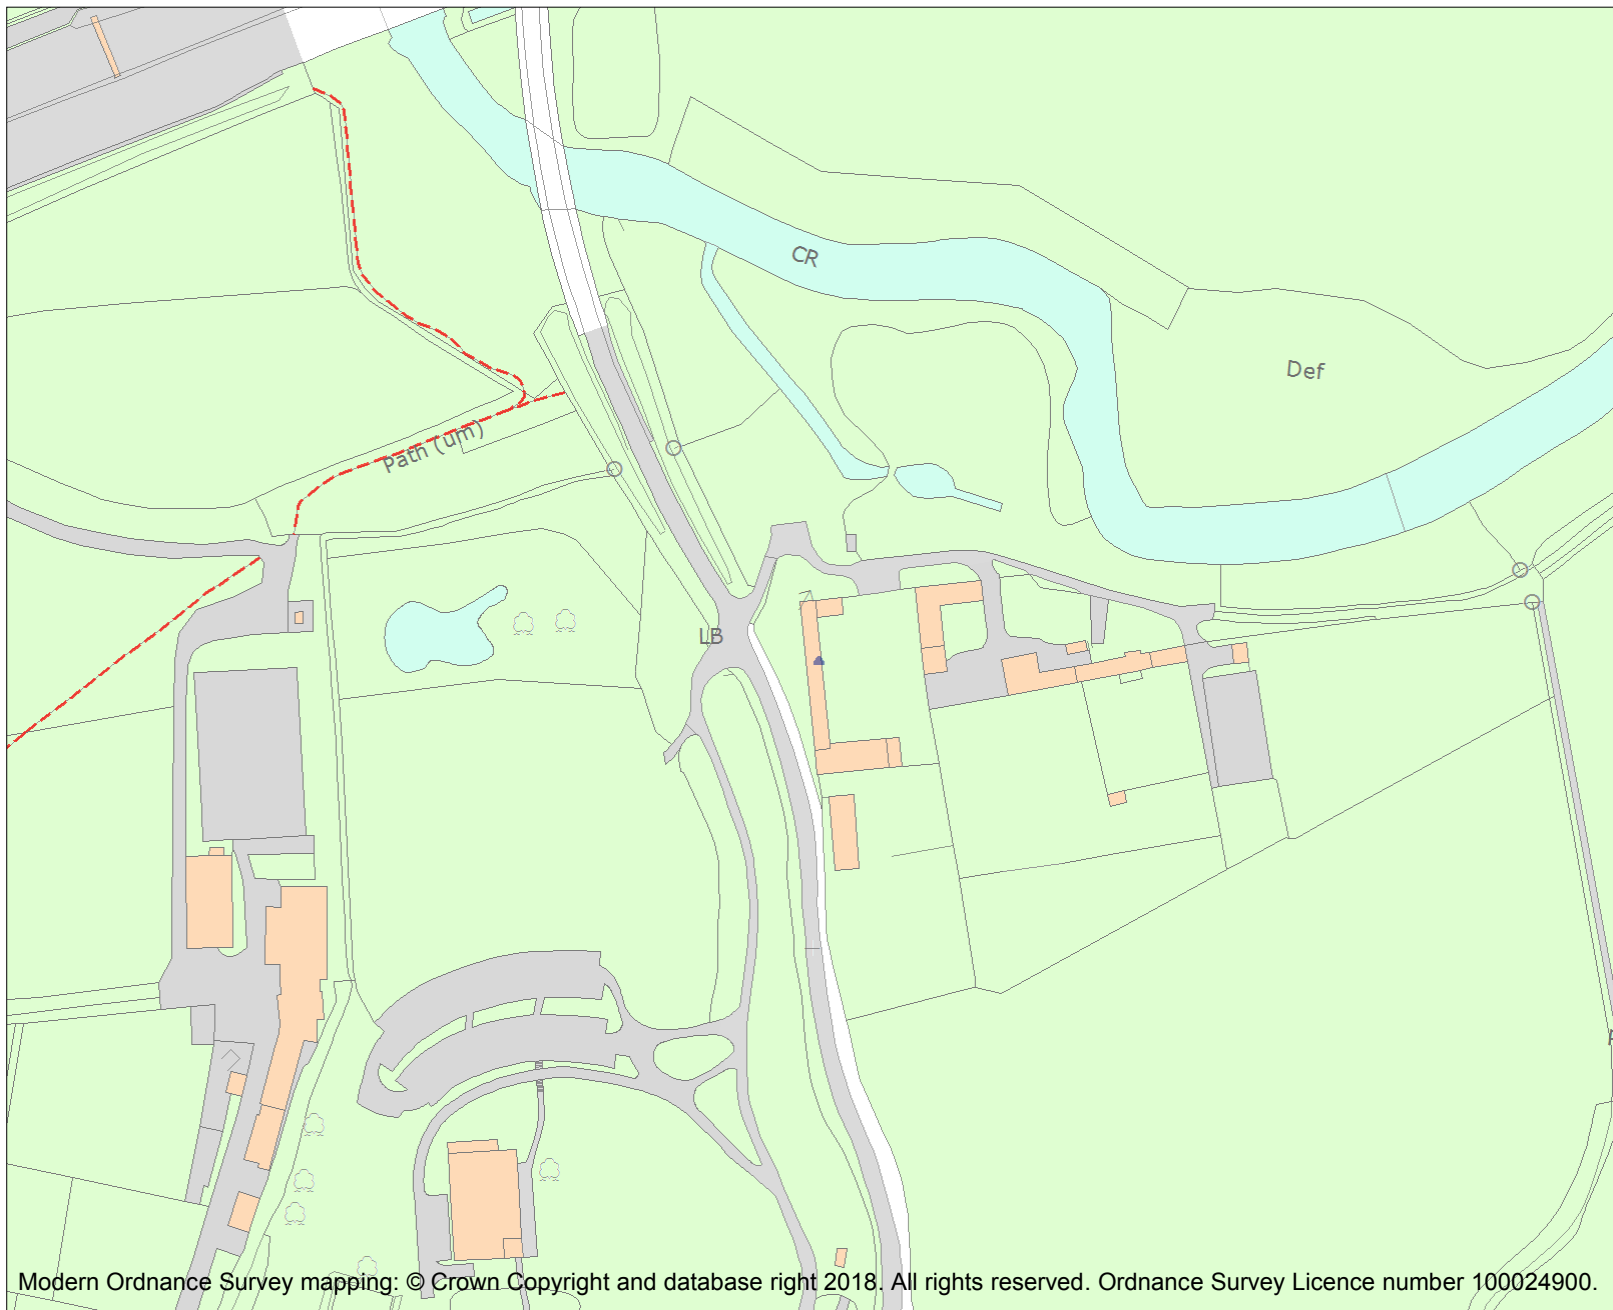 CR
Def
Path (um)
LB
Modern Ordnance Survey mapping: © Crown Copyright and database right 2018. All rights reserved. Ordnance Survey Licence number 100024900.